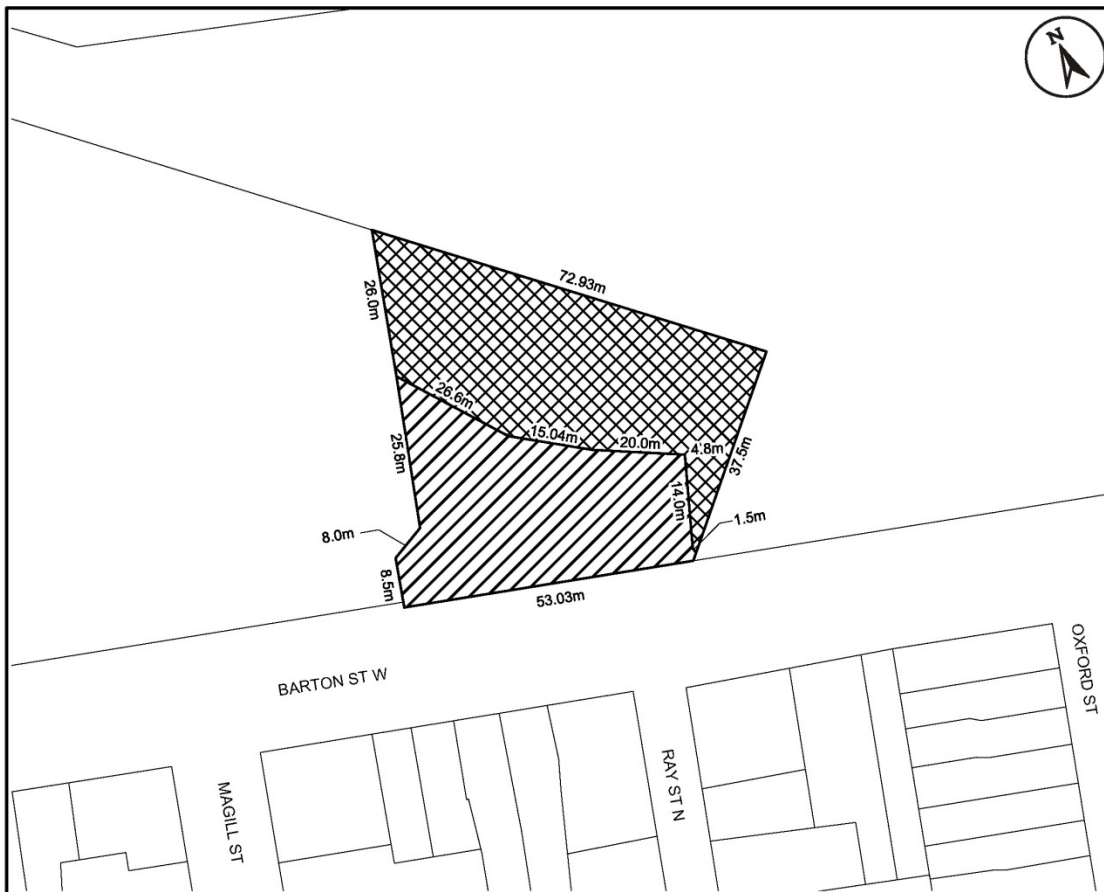 N
72.93m
26.0m
26.6m
15.04m
20.0m
4.8m
37.5m
25.8m
14.0m
1.5m
8.0m
8.5m
53.03m
BARTON ST W
OXFORD ST
RAY ST N
MAGILL ST